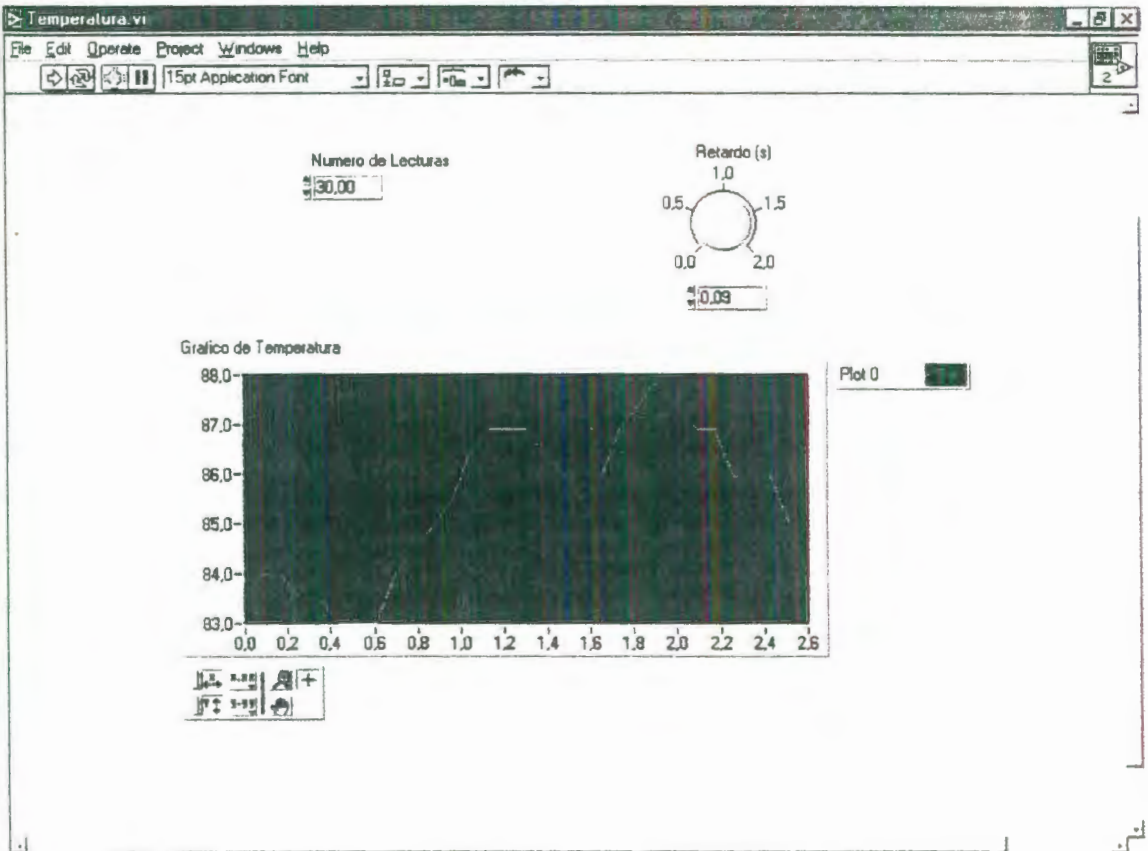 Temperatura.vi
File Edit Operate Project Windows Help
15pt Application Font
2
Numero de Lecturas
30,00
Retardo (s)
1,0
0,5 1,5
0,0 2,0
0,09
Grafico de Temperatura
88,0
87,0
86,0
85,0
84,0
83,0
0,0 0,2 0,4 0,6 0,8 1,0 1,2 1,4 1,6 1,8 2,0 2,2 2,4 2,6
Plot 0